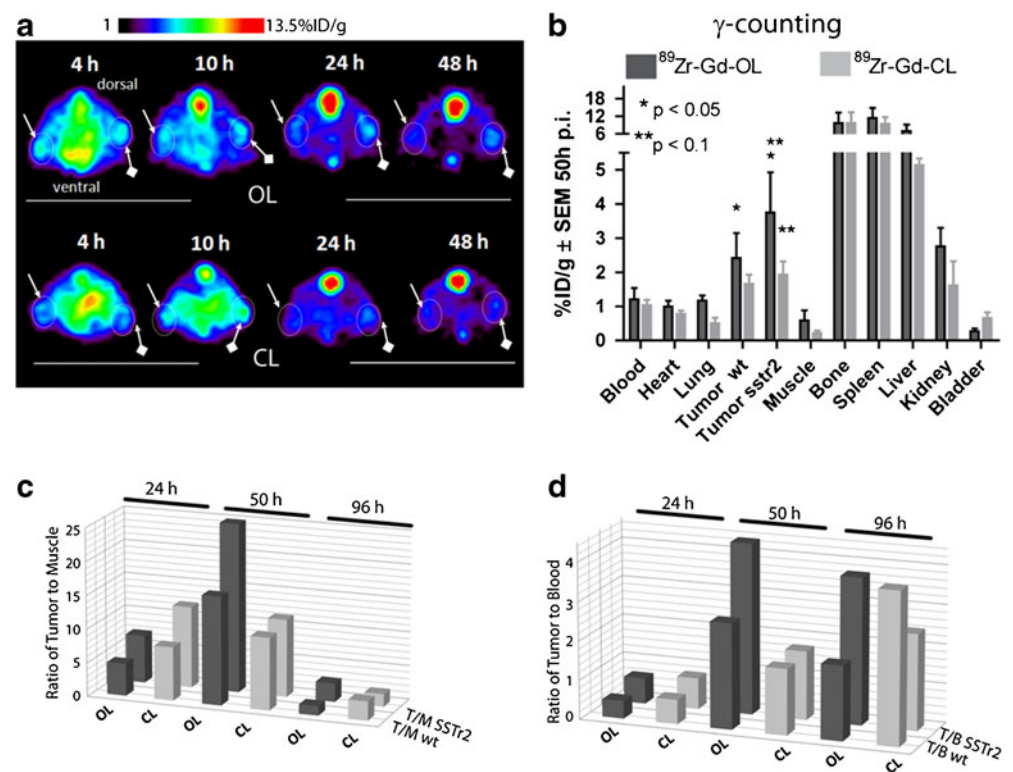 a
1 13.5%ID/g
4 h 10 h 24 h 48 h
dorsal
ventral
OL
4 h 10 h 24 h 48 h
CL
b
γ-counting
89Zr-Gd-OL 89Zr-Gd-CL
* p < 0.05
** p < 0.1
%ID/g ± SEM 50h p.i.
18
12
6
5
4
3
2
1
0
*
**
*
**
Blood Heart Lung Tumor wt Tumor sstr2 Muscle Bone Spleen Liver Kidney Bladder
c
24 h 50 h 96 h
Ratio of Tumor to Muscle
25
20
15
10
5
0
OL CL OL CL OL CL
T/M SSTr2
T/M wt
d
24 h 50 h 96 h
Ratio of Tumor to Blood
4
3
2
1
0
OL CL OL CL OL CL
T/B SSTr2
T/B wt